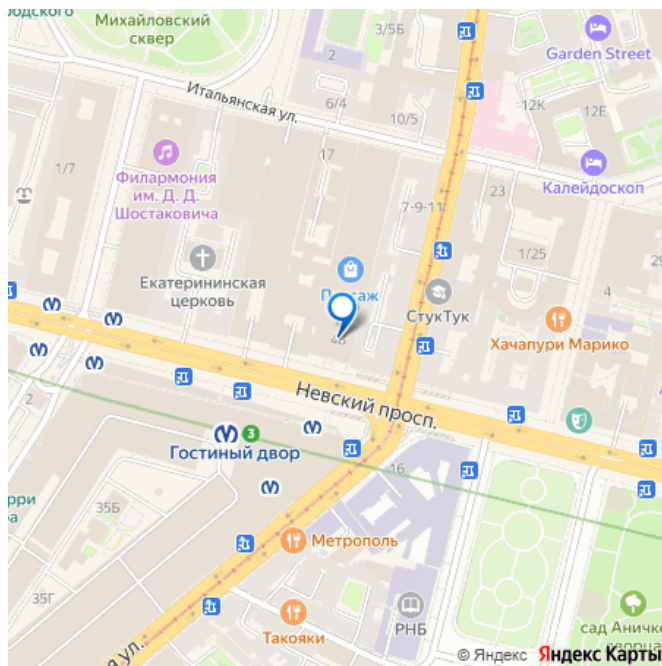 Михайловский
сквер
3/5Б
Garden Street
2
12К
12Е
Итальянская ул.
6/4
10/5
17
Калейдоскоп
1/7
Филармония
им. Д. Д.
Шостаковича
23
7-9-11
29
4
1/25
Екатерининская
церковь
СтукТук
48
Хачапури Марико
Невский просп.
2
3
Гостиный двор
16
35Б
Метрополь
35Г
РНБ
Такояки
сад Аничко
ул.
© Яндекс Яндекс Карты